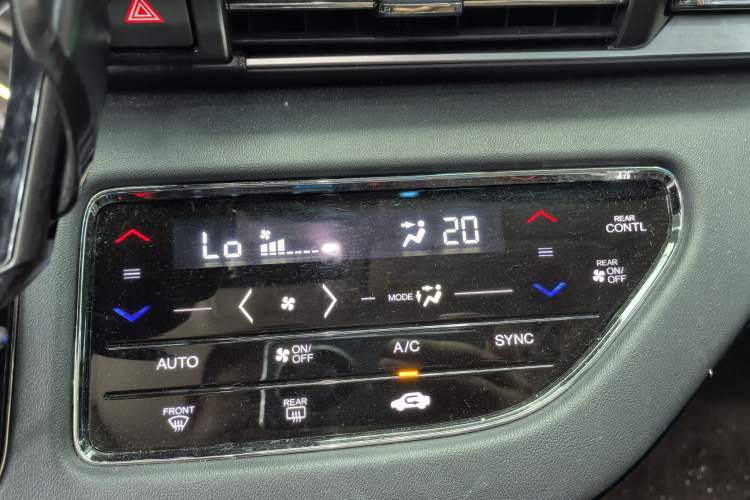 Lo 20
REAR
CONTL
REAR
ON/
OFF
MODE
AUTO
ON/
OFF
A/C
SYNC
FRONT
REAR